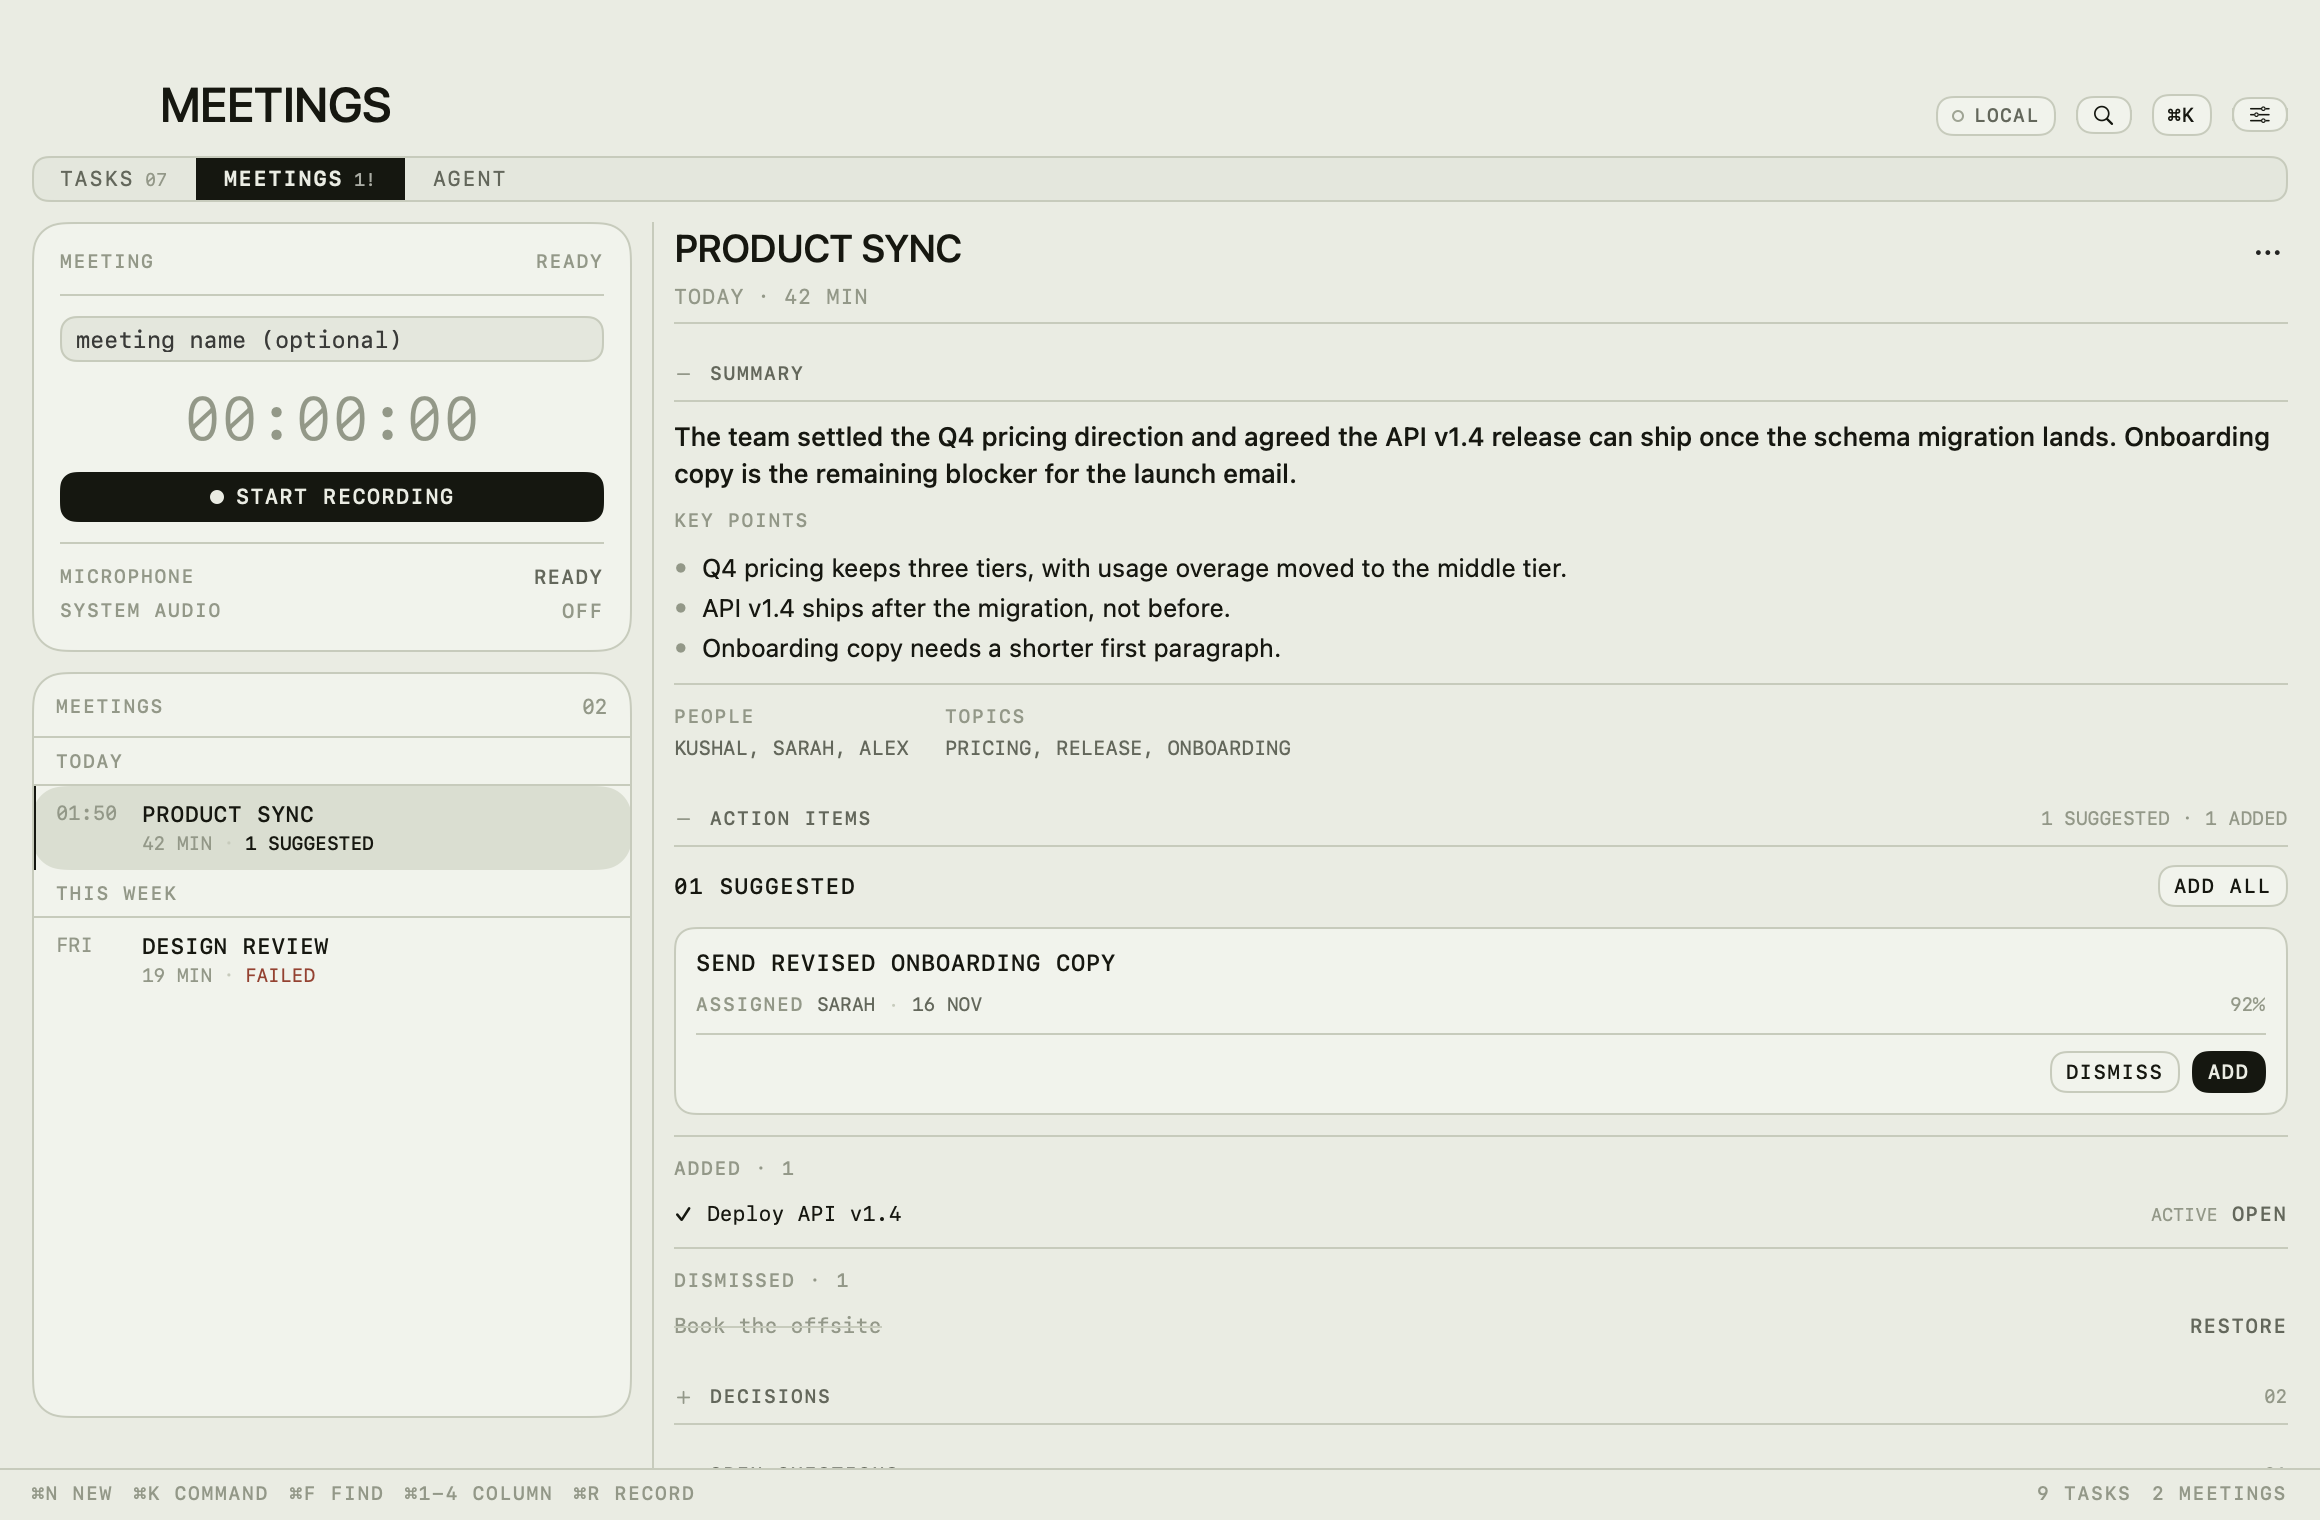 MEETINGS
LOCAL
⌘K
TASKS 07
MEETINGS 1!
AGENT
MEETING
READY
meeting name (optional)
00:00:00
START RECORDING
MICROPHONE
READY
SYSTEM AUDIO
OFF
MEETINGS
02
TODAY
01:50
PRODUCT SYNC
42 MIN · 1 SUGGESTED
THIS WEEK
FRI
DESIGN REVIEW
19 MIN · FAILED
PRODUCT SYNC
TODAY · 42 MIN
— SUMMARY
The team settled the Q4 pricing direction and agreed the API v1.4 release can ship once the schema migration lands. Onboarding
copy is the remaining blocker for the launch email.
KEY POINTS
• Q4 pricing keeps three tiers, with usage overage moved to the middle tier.
• API v1.4 ships after the migration, not before.
• Onboarding copy needs a shorter first paragraph.
PEOPLE
KUSHAL, SARAH, ALEX
TOPICS
PRICING, RELEASE, ONBOARDING
— ACTION ITEMS
1 SUGGESTED · 1 ADDED
01 SUGGESTED
ADD ALL
SEND REVISED ONBOARDING COPY
ASSIGNED SARAH · 16 NOV
92%
DISMISS
ADD
ADDED · 1
✓ Deploy API v1.4
ACTIVE OPEN
DISMISSED · 1
Book the offsite
RESTORE
+ DECISIONS
02
⌘N NEW ⌘K COMMAND ⌘F FIND ⌘1–4 COLUMN ⌘R RECORD
9 TASKS 2 MEETINGS